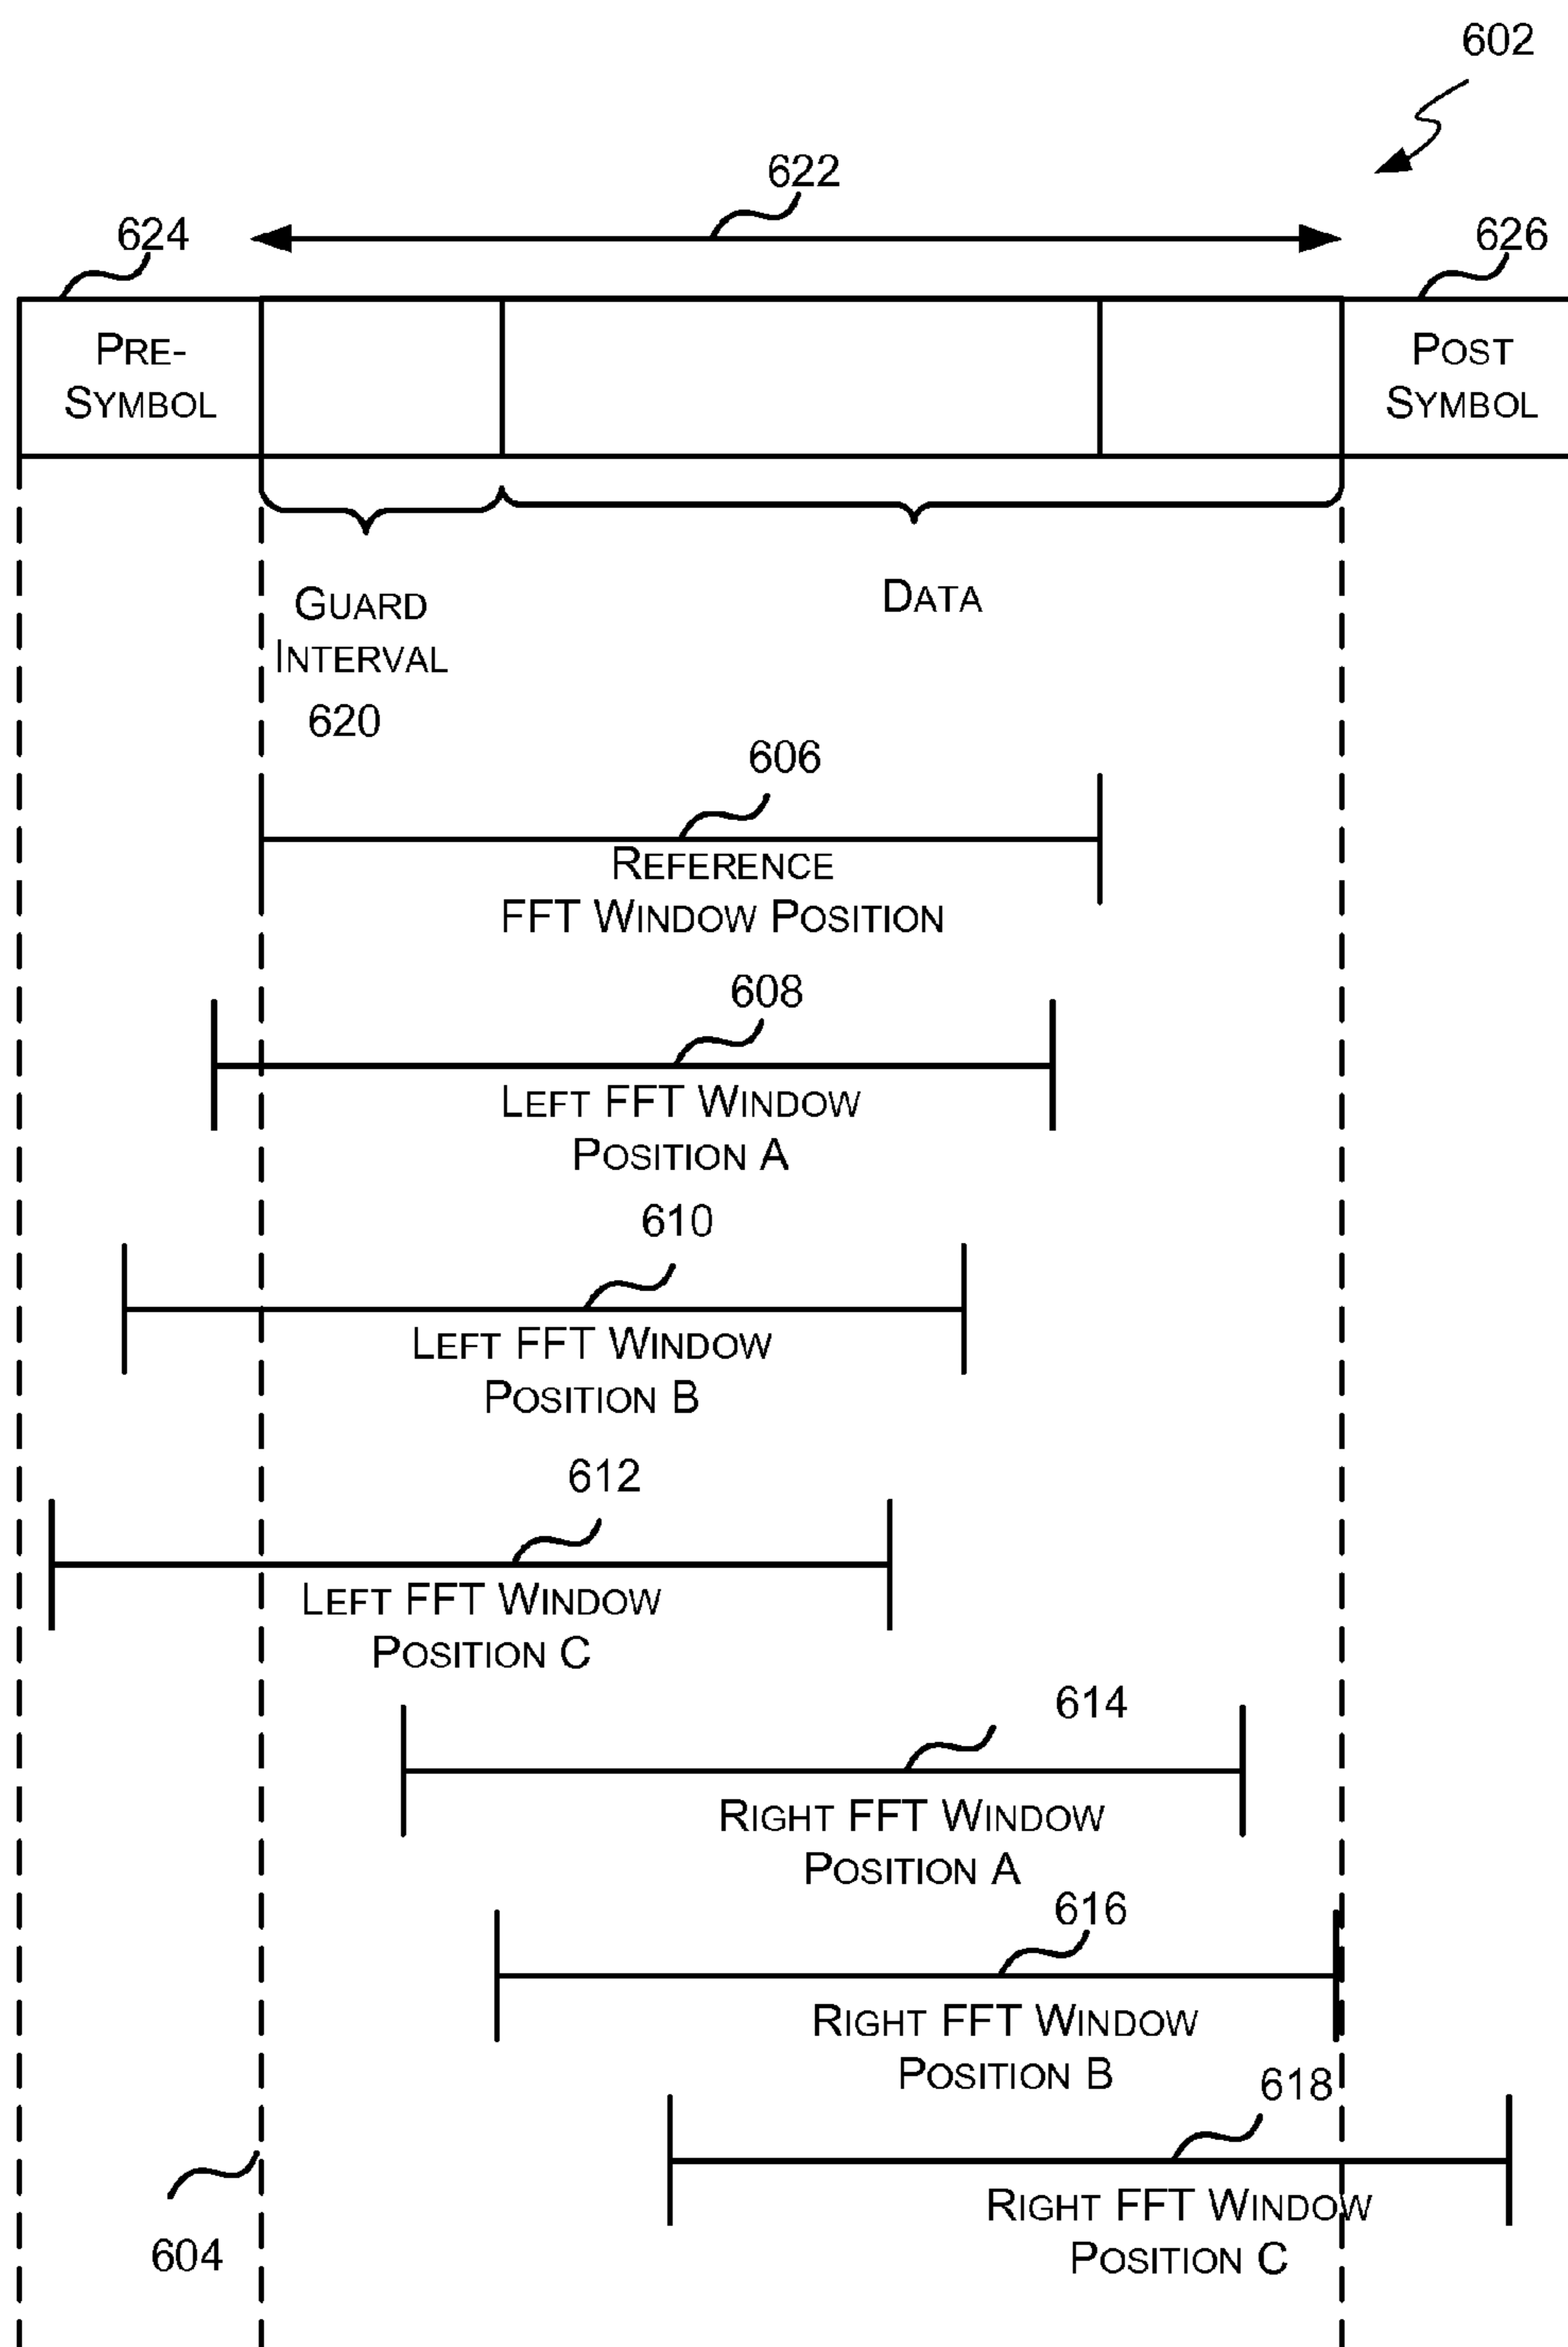 602
622
624
626
PRE-
SYMBOL
POST
SYMBOL
GUARD
INTERVAL
620
DATA
606
REFERENCE
FFT WINDOW POSITION
608
LEFT FFT WINDOW
POSITION A
610
LEFT FFT WINDOW
POSITION B
612
LEFT FFT WINDOW
POSITION C
614
RIGHT FFT WINDOW
POSITION A
616
RIGHT FFT WINDOW
POSITION B
618
RIGHT FFT WINDOW
POSITION C
604